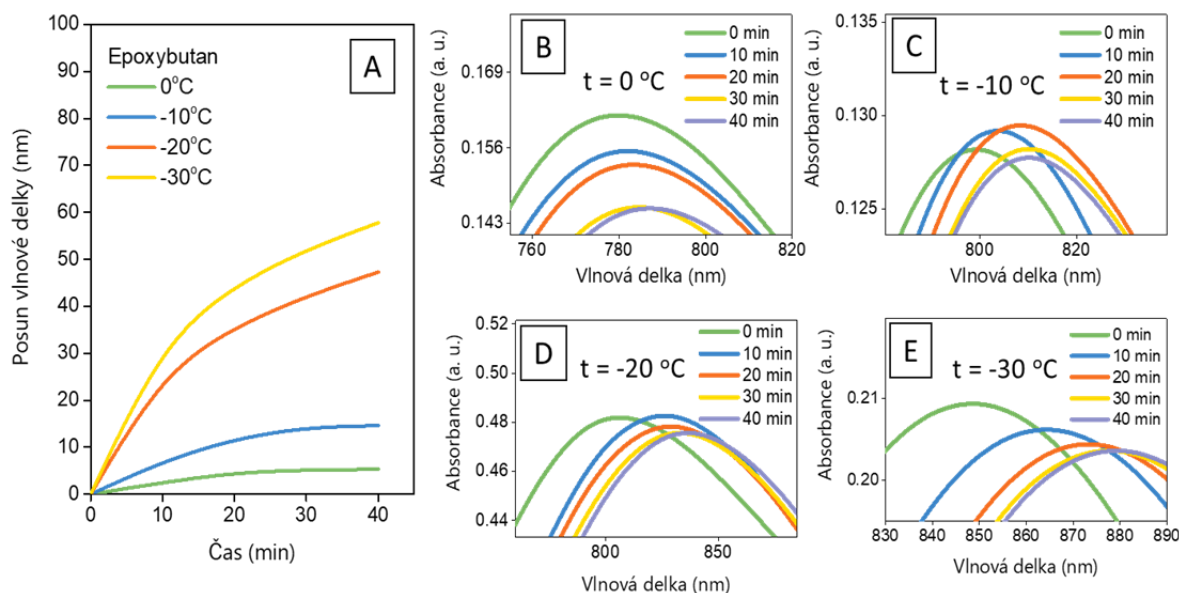 A
Epoxybutan
0°C
-10°C
-20°C
-30°C
Posun vlnové delky (nm)
100
90
80
70
60
50
40
30
20
10
0
0 10 20 30 40
Čas (min)
B
t = 0 °C
0 min
10 min
20 min
30 min
40 min
Absorbance (a. u.)
0.169
0.156
0.143
760 780 800 820
Vlnová delka (nm)
C
t = -10 °C
0 min
10 min
20 min
30 min
40 min
Absorbance (a. u.)
0.135
0.130
0.125
800 820
Vlnová delka (nm)
D
t = -20 °C
0 min
10 min
20 min
30 min
40 min
Absorbance (a. u.)
0.52
0.50
0.48
0.46
0.44
800 850
Vlnová delka (nm)
E
t = -30 °C
0 min
10 min
20 min
30 min
40 min
Absorbance (a. u.)
0.21
0.20
830 840 850 860 870 880 890
Vlnová delka (nm)